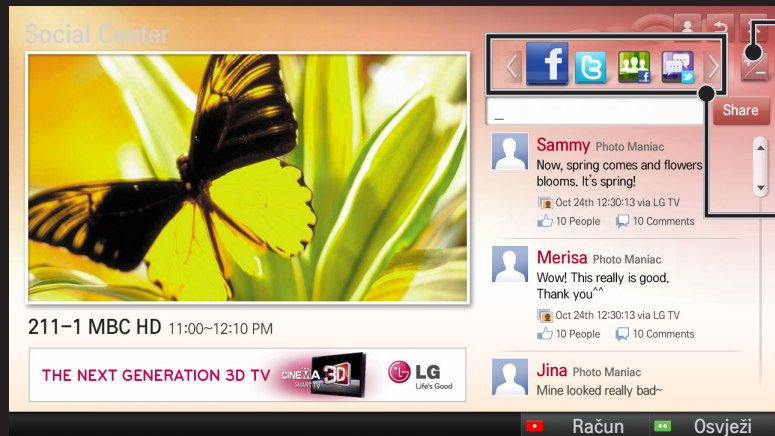 Social Center
Share
Sammy Photo Maniac
Now, spring comes and flowers
blooms. It's spring!
Oct 24th 12:30:13 via LG TV
10 People 10 Comments
Merisa Photo Maniac
Wow! This really is good.
Thank you^^
Oct 24th 12:30:13 via LG TV
10 People 10 Comments
Jina Photo Maniac
Mine looked really bad~
211-1 MBC HD 11:00~12:10 PM
THE NEXT GENERATION 3D TV CINEMA 3D SMART TV LG Life's Good
Račun Osvježi